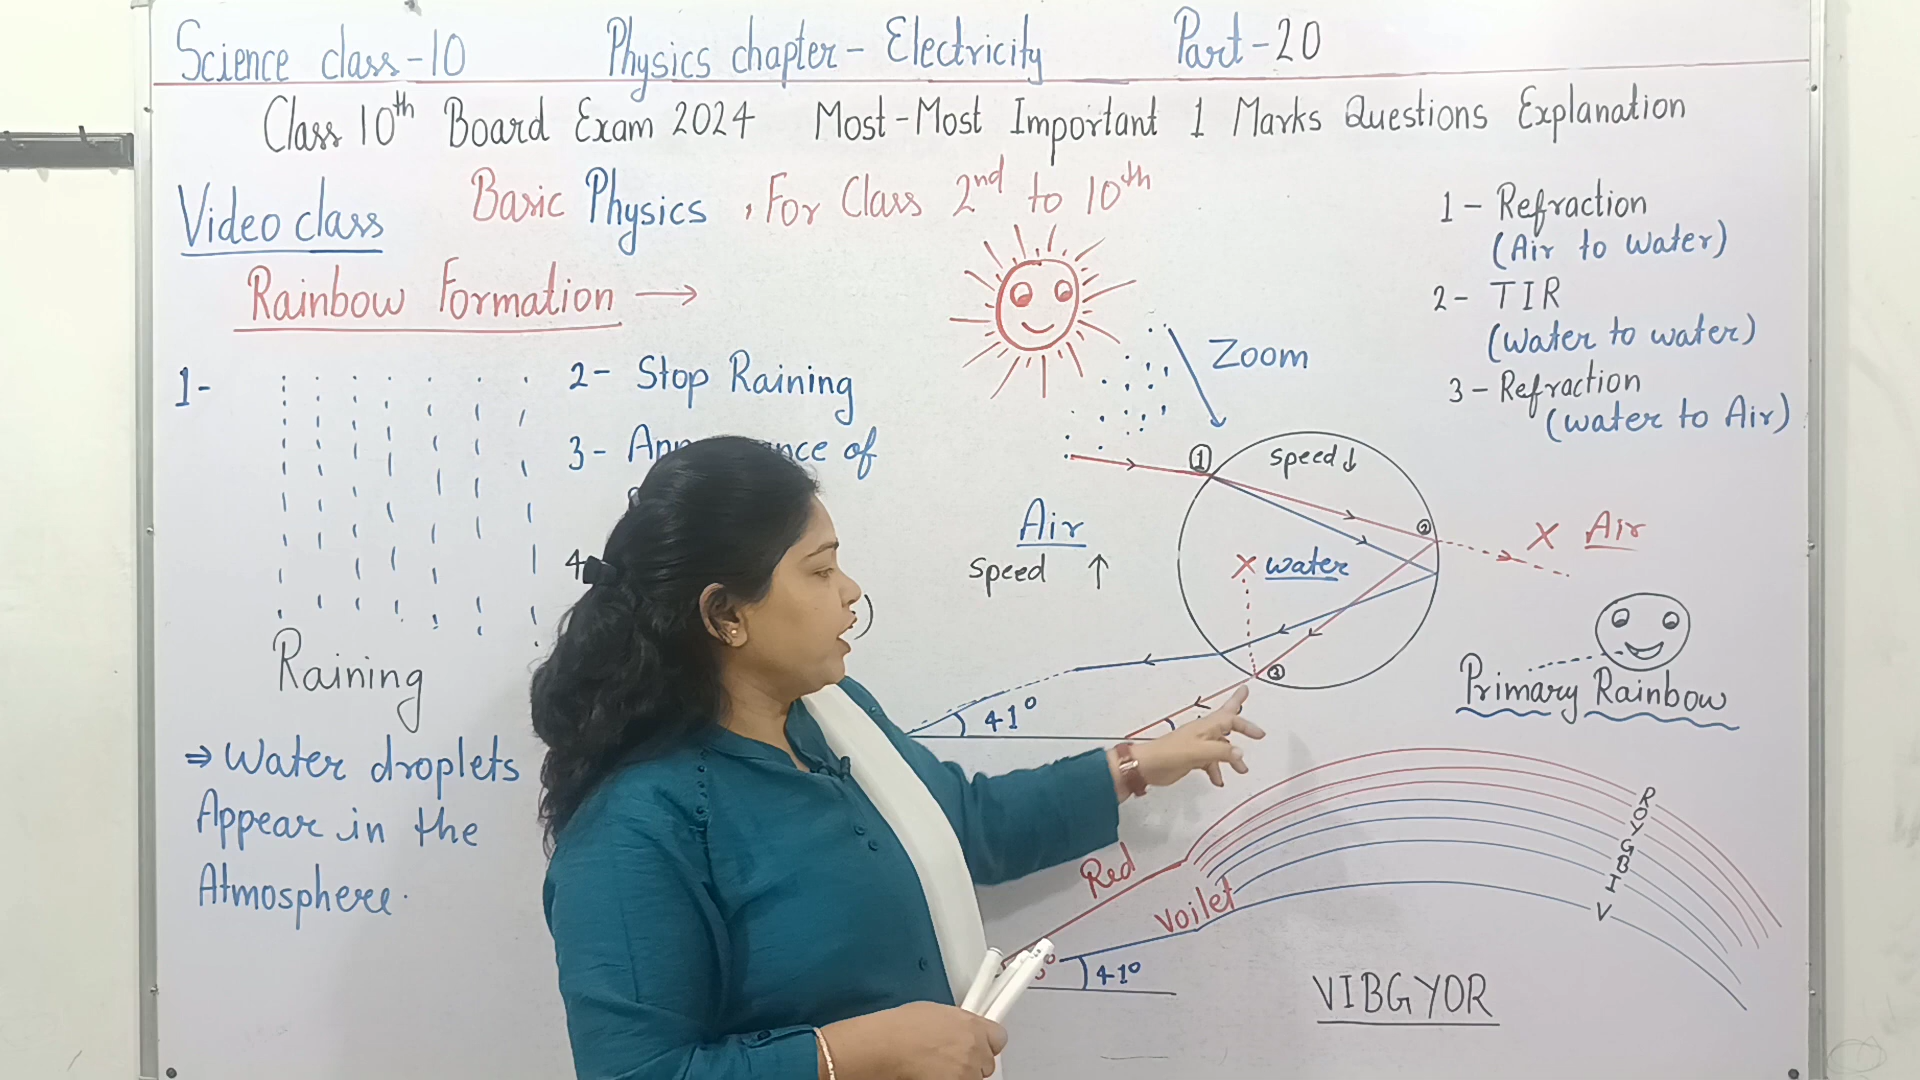 Science class-10 Physics chapter- Electricity Part-20
Class 10th Board Exam 2024 Most-Most Important 1 Marks Questions Explanation
Video class Basic Physics, For Class 2nd to 10th
Rainbow Formation →
1-
Raining
⇒ Water droplets
Appear in the
Atmosphere.
2- Stop Raining
3- of
4
)
Zoom
1 - Refraction
(Air to water)
2- TIR
(water to water)
3 - Refraction
(water to Air)
① Speed↓
②
Air
Speed ↑
X water
X Air
③
41°
Primary Rainbow
Red
Voilet
41°
R
O
Y
G
B
I
V
VIBGYOR